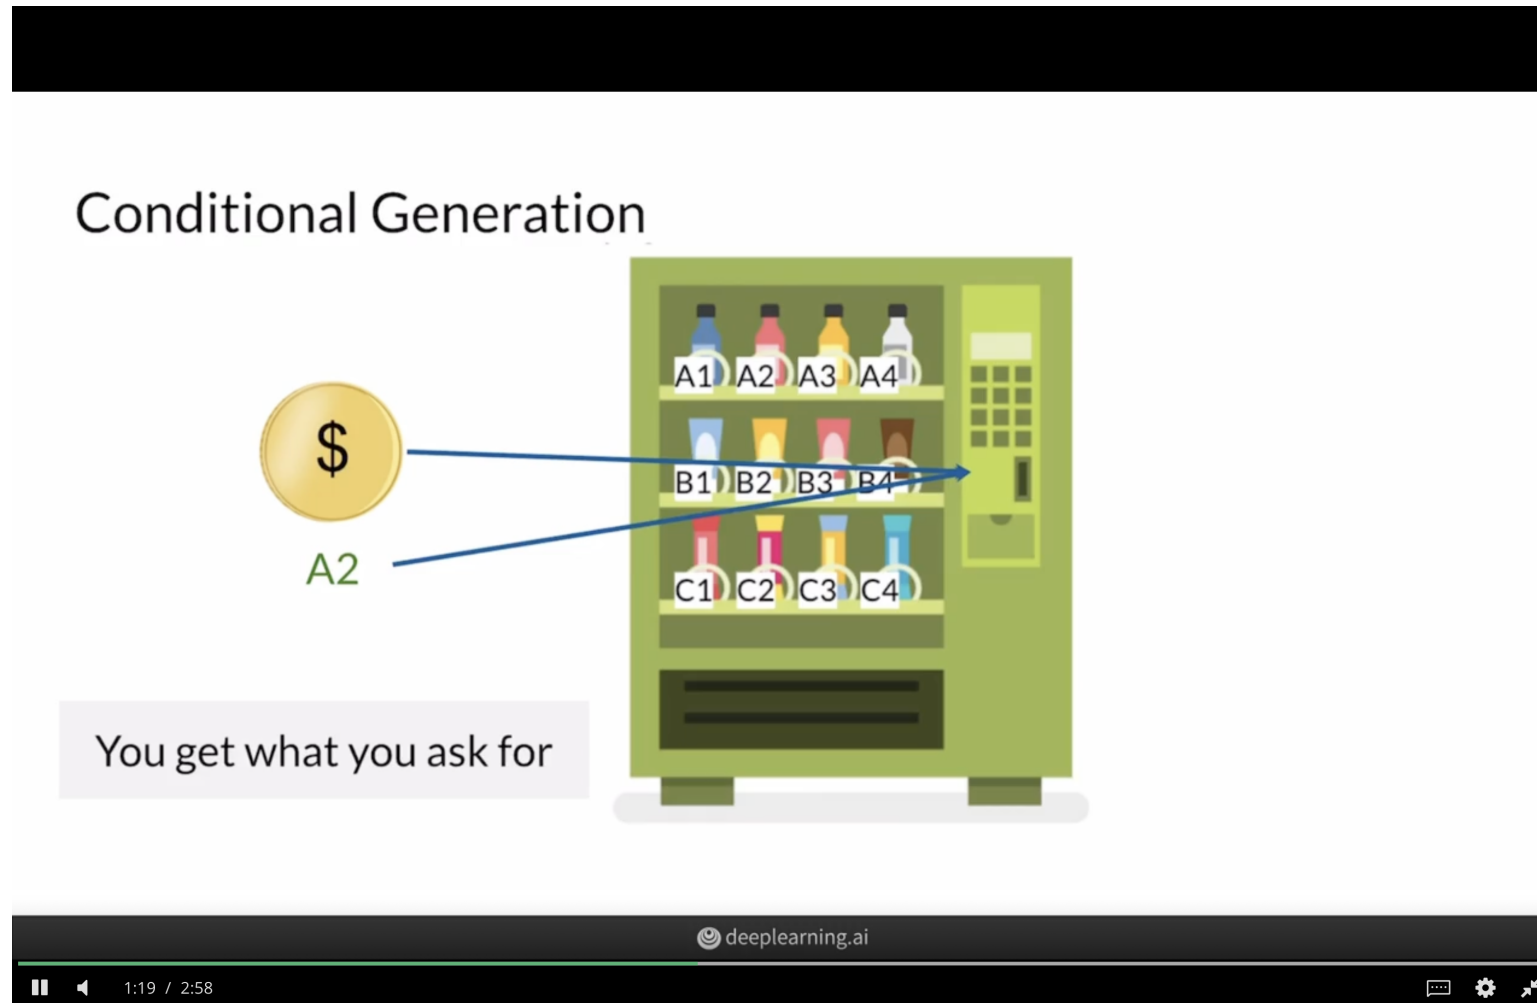 Conditional Generation
A1 A2 A3 A4
$
B1 B2 B3 B4
A2
C1 C2 C3 C4
You get what you ask for
deeplearning.ai
1:19 / 2:58